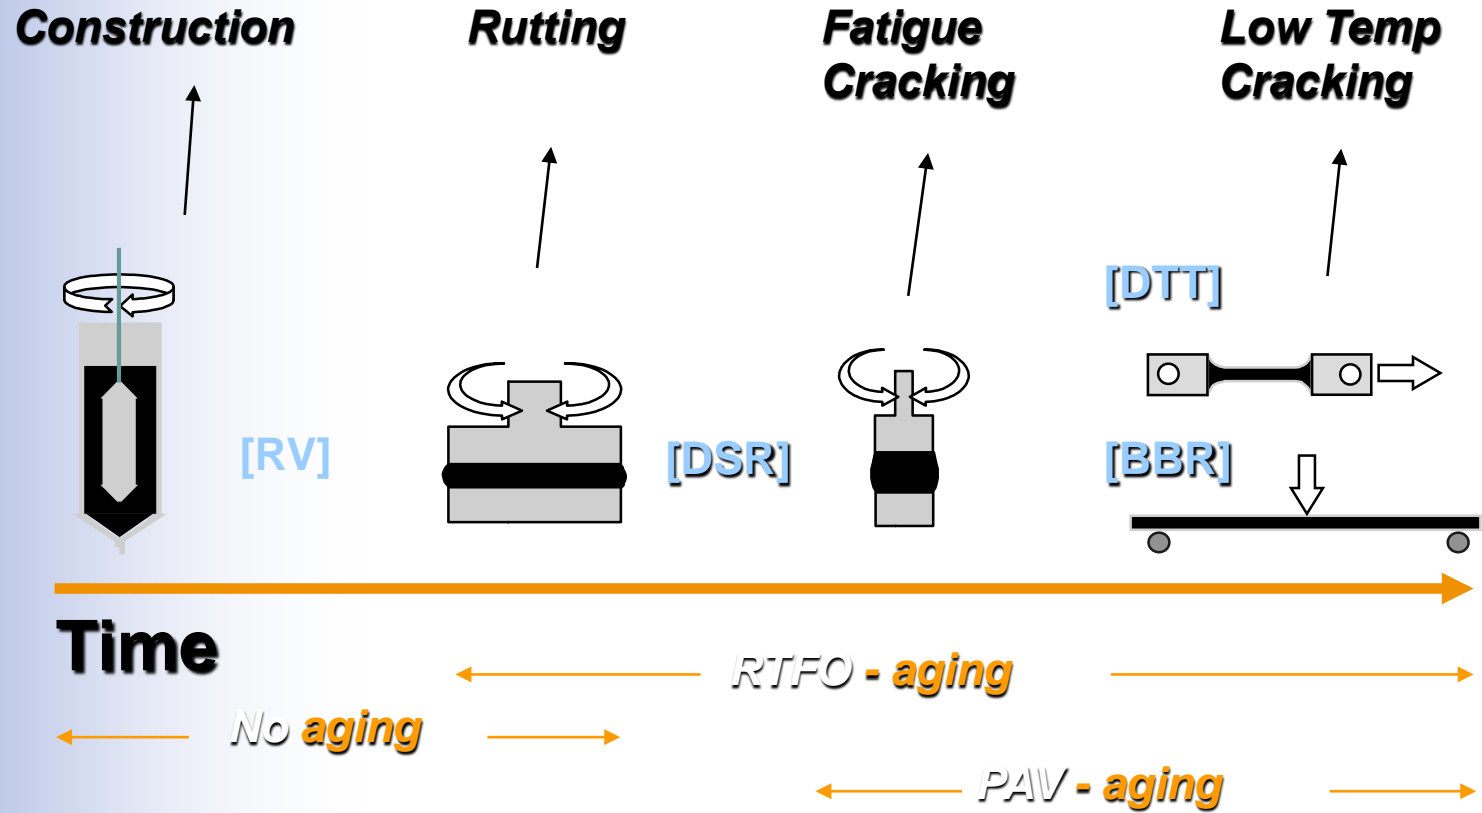 Construction
Rutting
Fatigue
Cracking
Low Temp
Cracking
[DTT]
[RV]
[DSR]
[BBR]
Time
RTFO - aging
No aging
PAV - aging